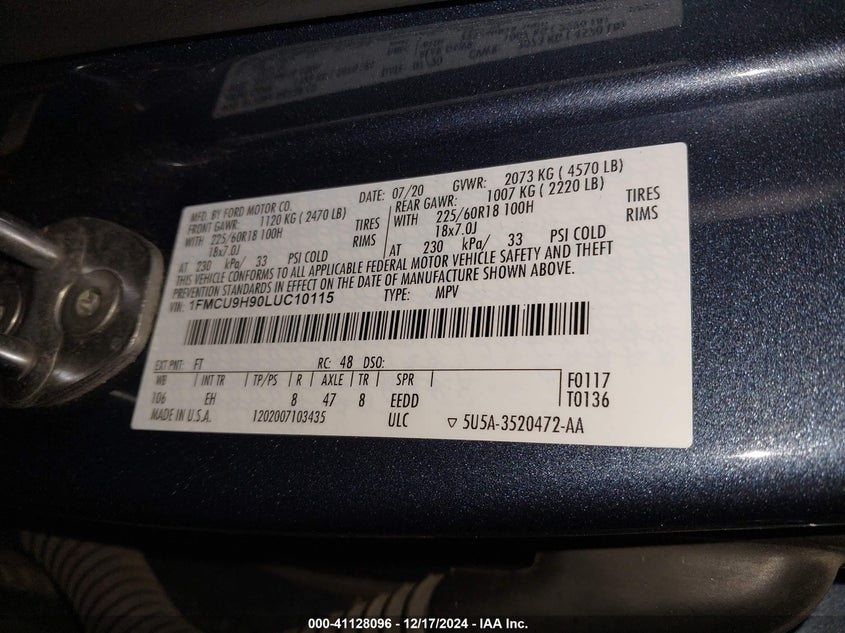 MFD. BY FORD MOTOR CO. DATE: 07/20 GVWR: 2073 KG ( 4570 LB)
FRONT GAWR: 1120 KG ( 2470 LB) REAR GAWR: 1007 KG ( 2220 LB)
WITH 225/60R18 100H TIRES WITH 225/60R18 100H TIRES
18x7.0J RIMS 18x7.0J RIMS
AT 230 kPa/ 33 PSI COLD AT 230 kPa/ 33 PSI COLD
THIS VEHICLE CONFORMS TO ALL APPLICABLE FEDERAL MOTOR VEHICLE SAFETY AND THEFT
PREVENTION STANDARDS IN EFFECT ON THE DATE OF MANUFACTURE SHOWN ABOVE.
VIN: 1FMCU9H90LUC10115 TYPE: MPV
EXT PNT: FT RC: 48 DSO:
WB INT TR TP/PS R AXLE TR SPR F0117
106 EH 8 47 8 EEDD T0136
MADE IN U.S.A. 1202007103435 ULC ▽ 5U5A-3520472-AA
000-41128096 — 12/17/2024 — IAA Inc.